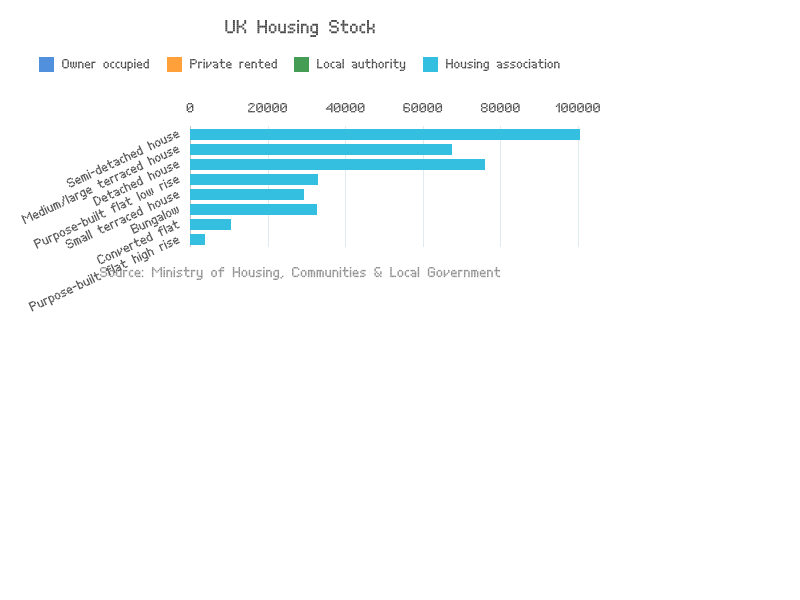 UK Housing Stock
Owner occupied
Private rented
Local authority
Housing association
0 20000 40000 60000 80000 100000
Semi-detached house
Medium/large terraced house
Detached house
Purpose-built flat low rise
Small terraced house
Bungalow
Converted flat
Purpose-built flat high rise
Source: Ministry of Housing, Communities & Local Government